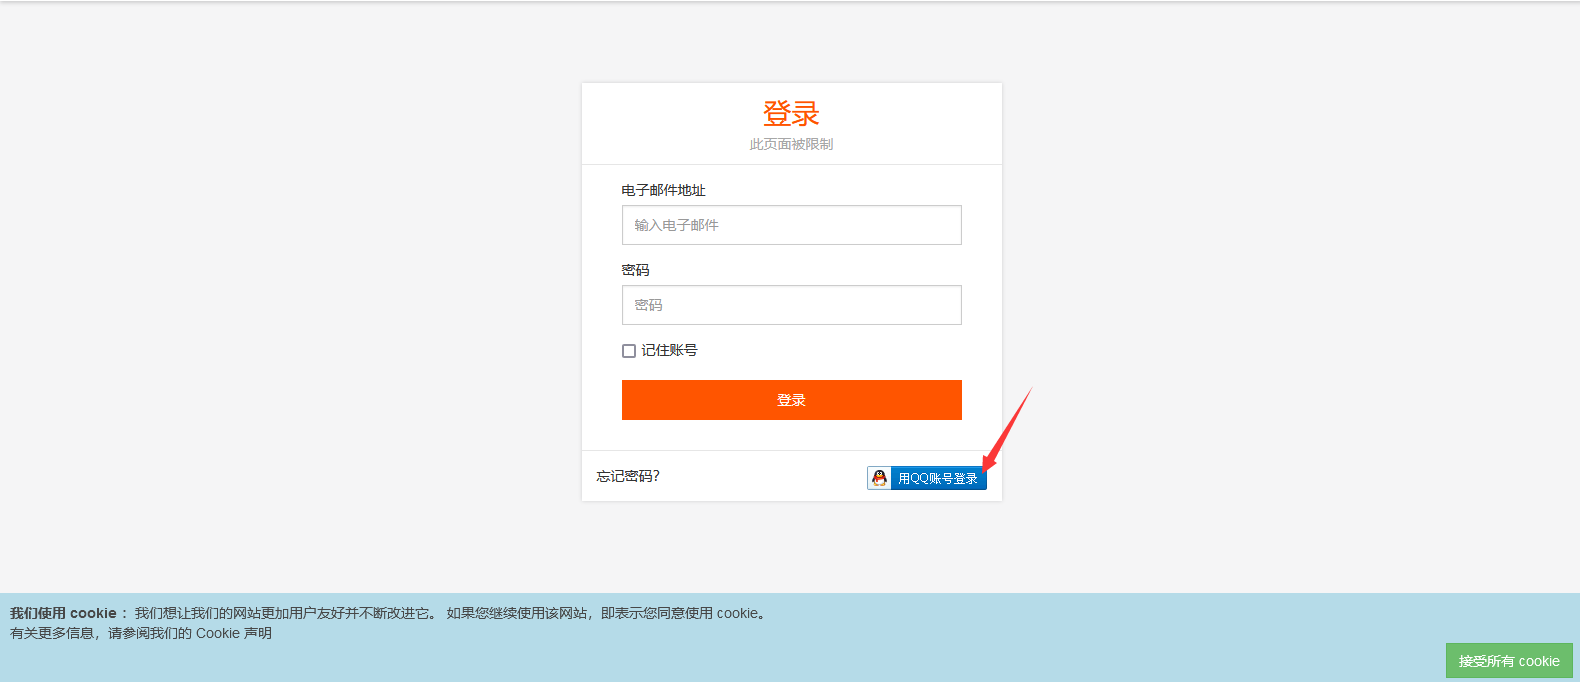 登录
此页面被限制
电子邮件地址
输入电子邮件
密码
密码
记住账号
登录
忘记密码?
用QQ账号登录
我们使用 cookie： 我们想让我们的网站更加用户友好并不断改进它。 如果您继续使用该网站，即表示您同意使用 cookie。
有关更多信息，请参阅我们的 Cookie 声明
接受所有 cookie